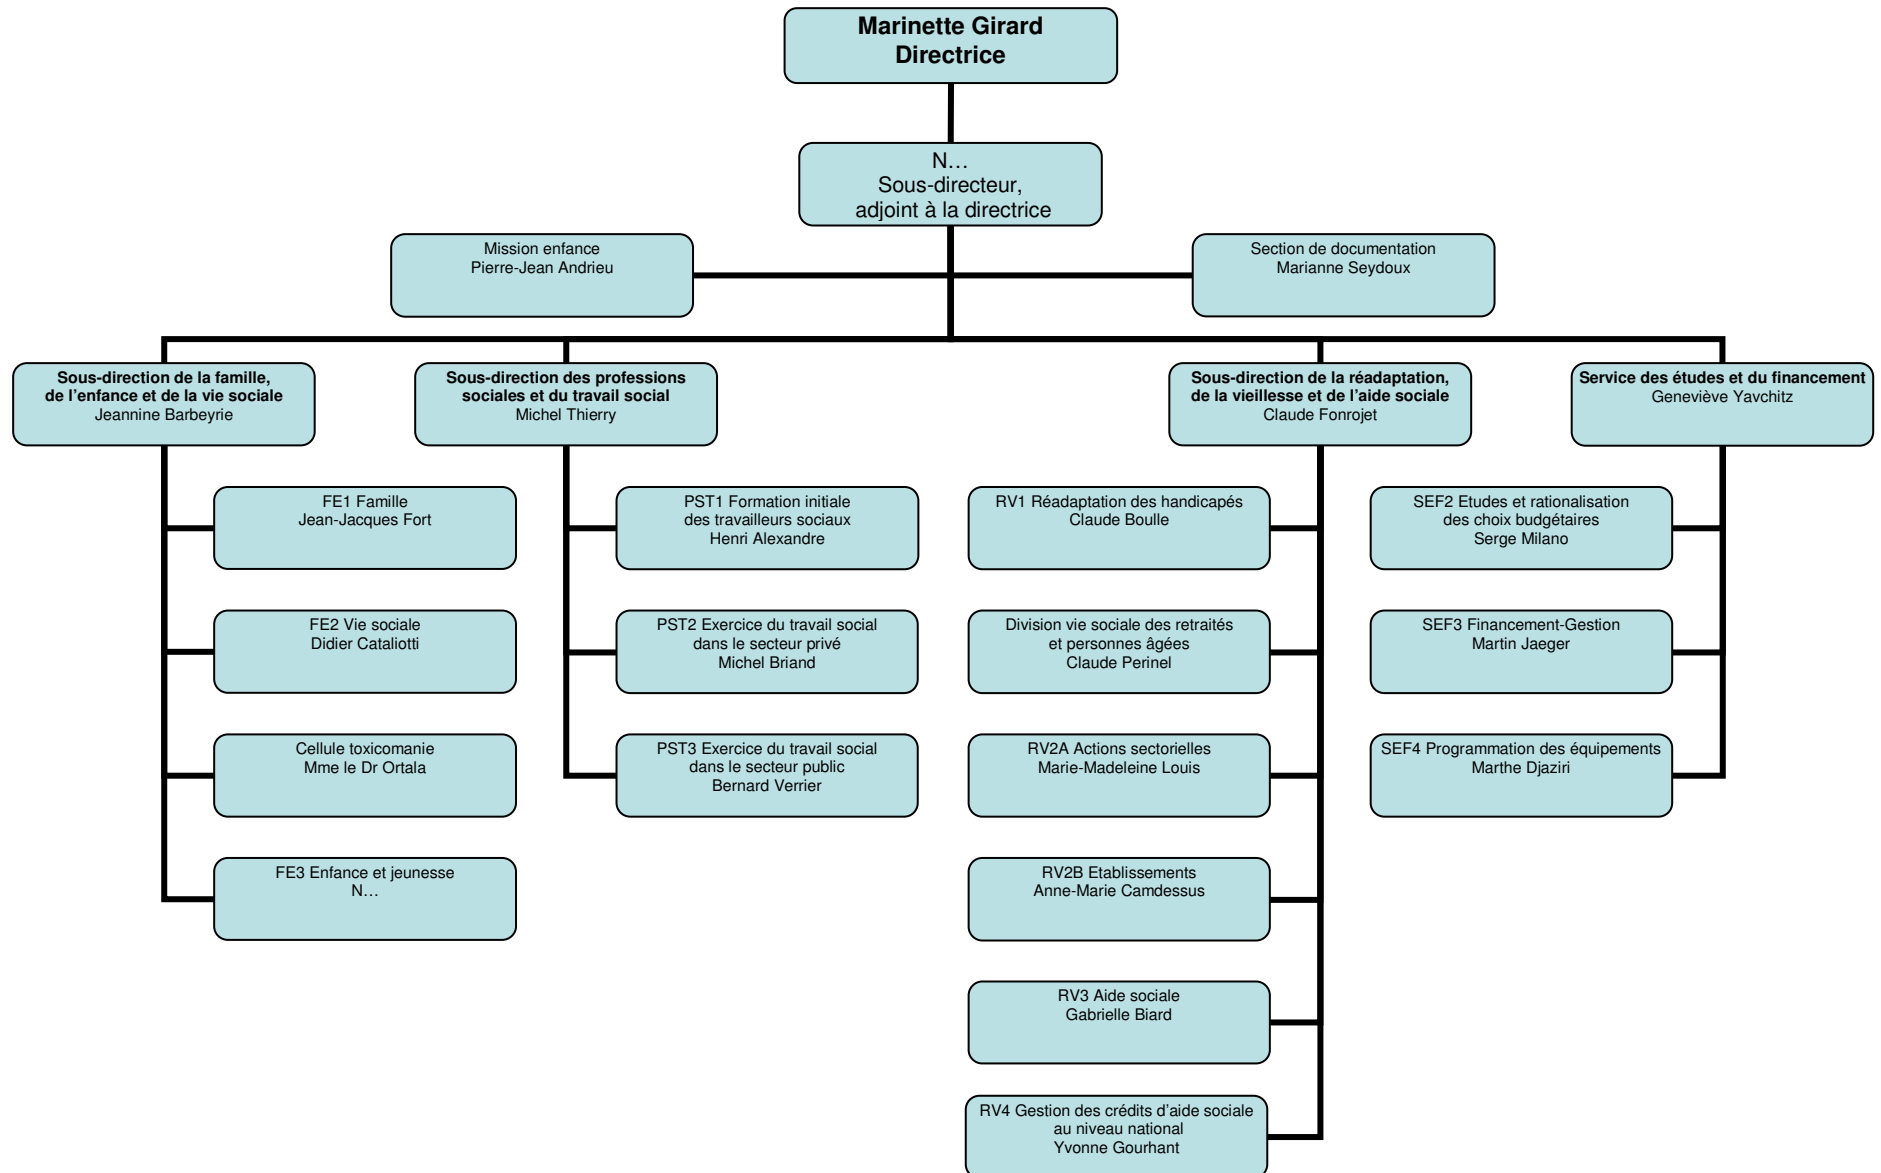 Marinette Girard
Directrice
N…
Sous-directeur,
adjoint à la directrice
Mission enfance
Pierre-Jean Andrieu
Section de documentation
Marianne Seydoux
Sous-direction de la famille,
de l’enfance et de la vie sociale
Jeannine Barbeyrie
Sous-direction des professions
sociales et du travail social
Michel Thierry
Sous-direction de la réadaptation,
de la vieillesse et de l’aide sociale
Claude Fonrojet
Service des études et du financement
Geneviève Yavchitz
FE1 Famille
Jean-Jacques Fort
FE2 Vie sociale
Didier Cataliotti
Cellule toxicomanie
Mme le Dr Ortala
FE3 Enfance et jeunesse
N…
PST1 Formation initiale
des travailleurs sociaux
Henri Alexandre
PST2 Exercice du travail social
dans le secteur privé
Michel Briand
PST3 Exercice du travail social
dans le secteur public
Bernard Verrier
RV1 Réadaptation des handicapés
Claude Boulle
Division vie sociale des retraités
et personnes âgées
Claude Perinel
RV2A Actions sectorielles
Marie-Madeleine Louis
RV2B Etablissements
Anne-Marie Camdessus
RV3 Aide sociale
Gabrielle Biard
RV4 Gestion des crédits d’aide sociale
au niveau national
Yvonne Gourhant
SEF2 Etudes et rationalisation
des choix budgétaires
Serge Milano
SEF3 Financement-Gestion
Martin Jaeger
SEF4 Programmation des équipements
Marthe Djaziri